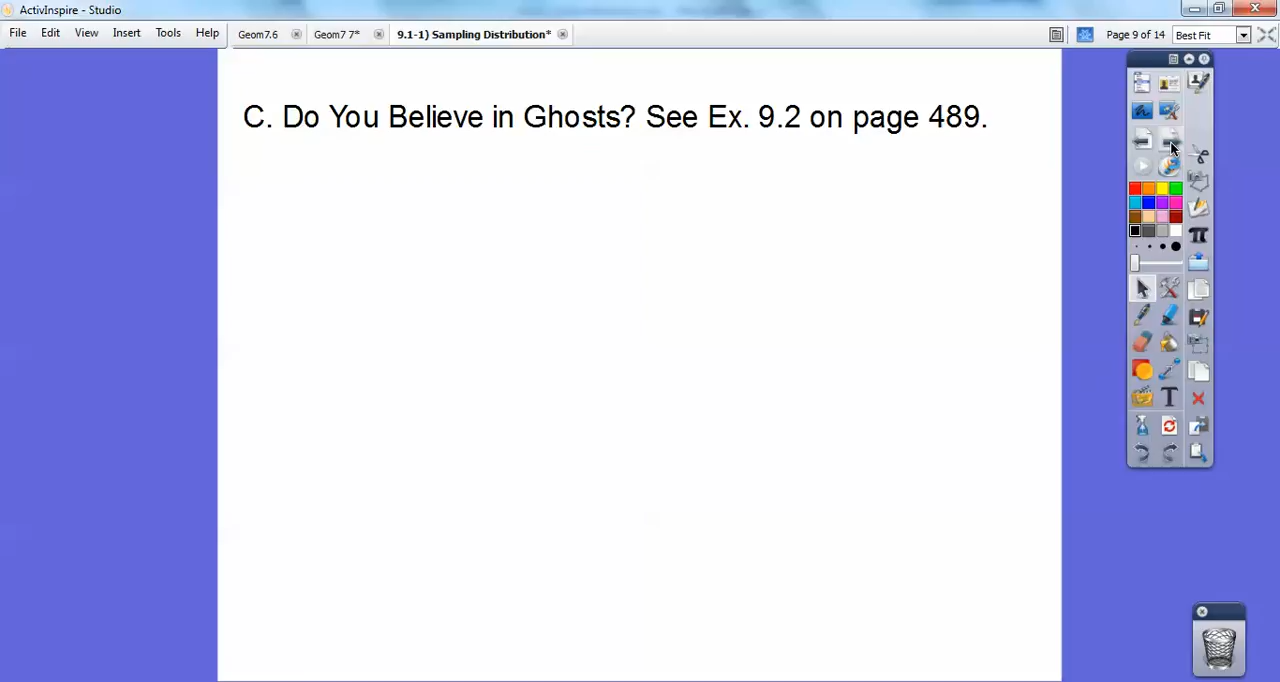 ActivInspire - Studio
File Edit View Insert Tools Help Geom7.6 Geom7 7* 9.1-1) Sampling Distribution* Page 9 of 14 Best Fit
C. Do You Believe in Ghosts? See Ex. 9.2 on page 489.